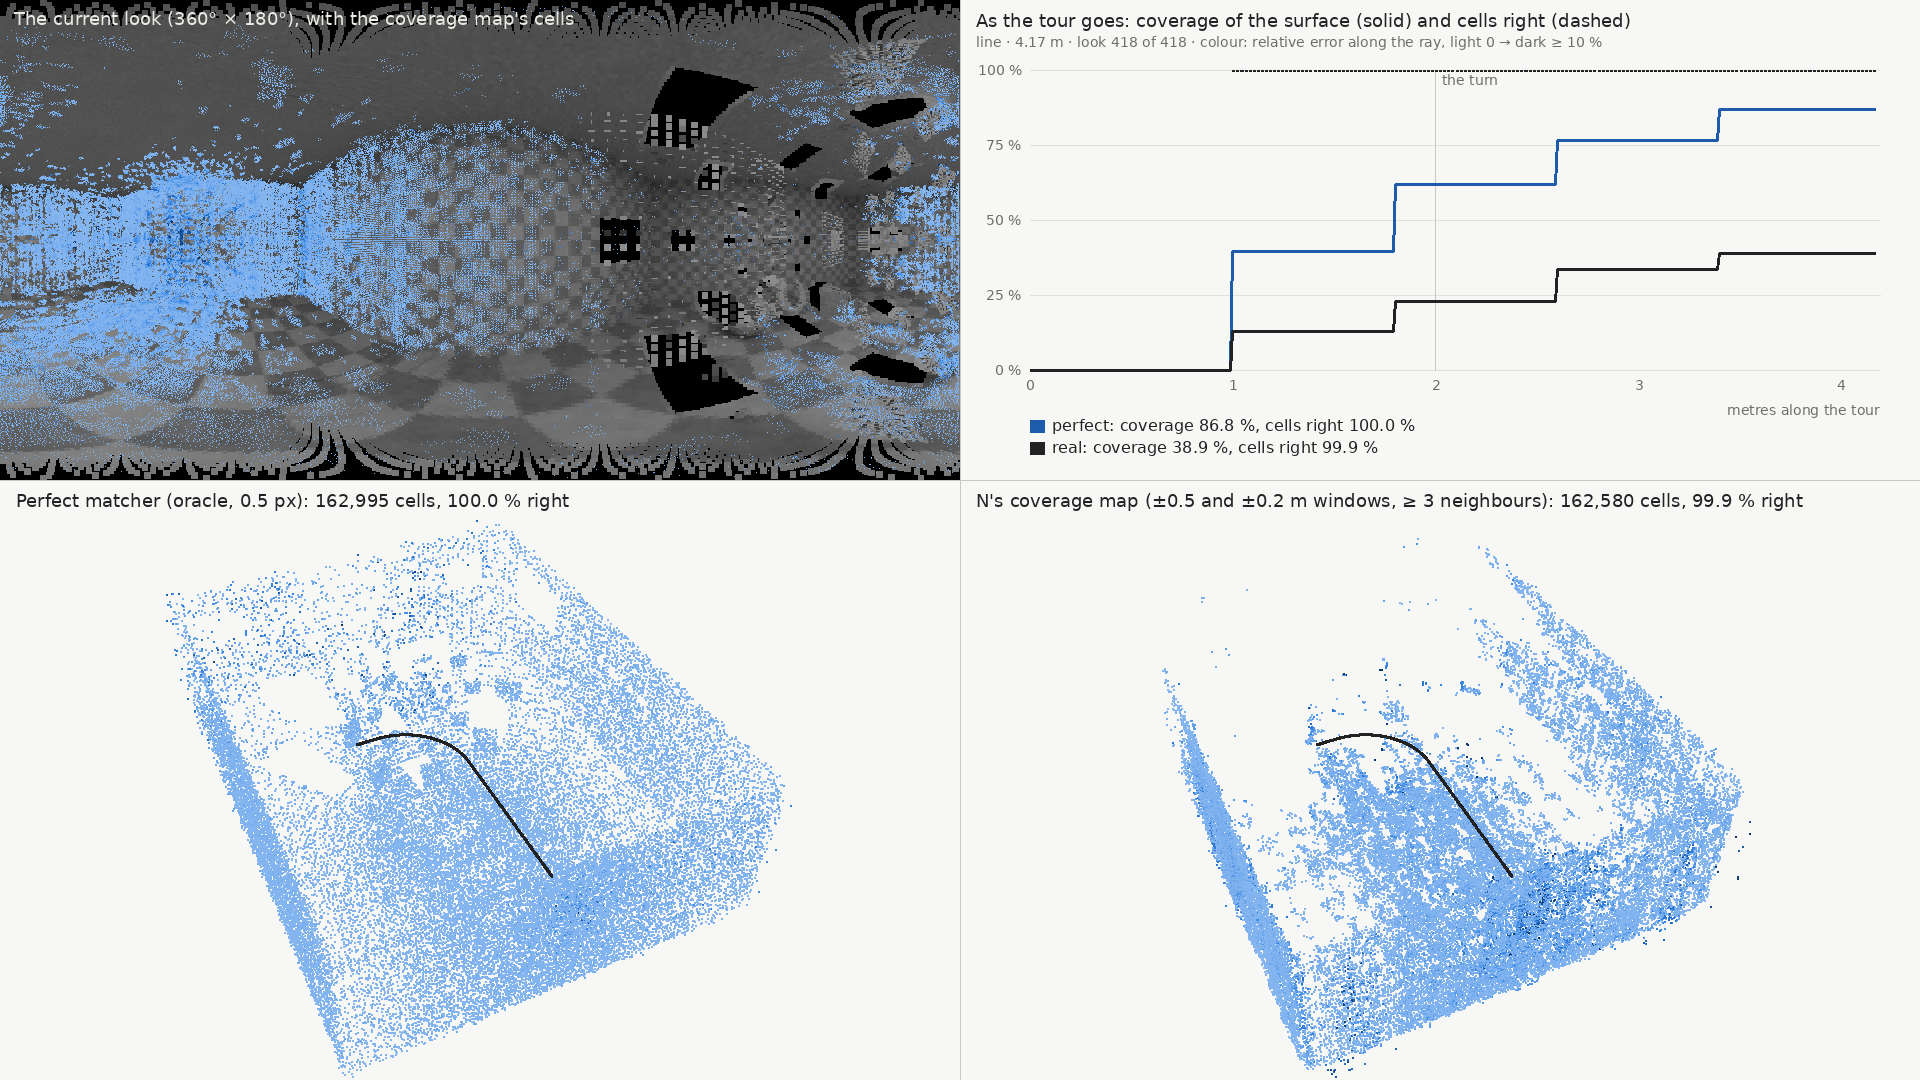 The current look (360° × 180°), with the coverage map's cells
As the tour goes: coverage of the surface (solid) and cells right (dashed)
line · 4.17 m · look 418 of 418 · colour: relative error along the ray, light 0 → dark ≥ 10 %
100 %
the turn
75 %
50 %
25 %
0 %
0 1 2 3 4
metres along the tour
perfect: coverage 86.8 %, cells right 100.0 %
real: coverage 38.9 %, cells right 99.9 %
Perfect matcher (oracle, 0.5 px): 162,995 cells, 100.0 % right
N's coverage map (±0.5 and ±0.2 m windows, ≥ 3 neighbours): 162,580 cells, 99.9 % right